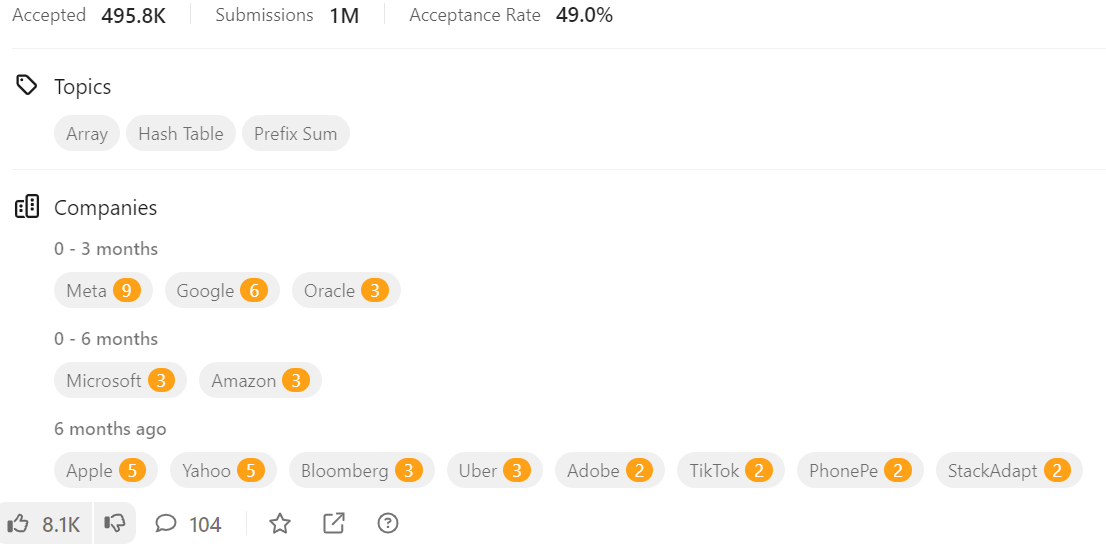 Accepted 495.8K Submissions 1M Acceptance Rate 49.0%
Topics
Array Hash Table Prefix Sum
Companies
0 - 3 months
Meta 9 Google 6 Oracle 3
0 - 6 months
Microsoft 3 Amazon 3
6 months ago
Apple 5 Yahoo 5 Bloomberg 3 Uber 3 Adobe 2 TikTok 2 PhonePe 2 StackAdapt 2
8.1K 104